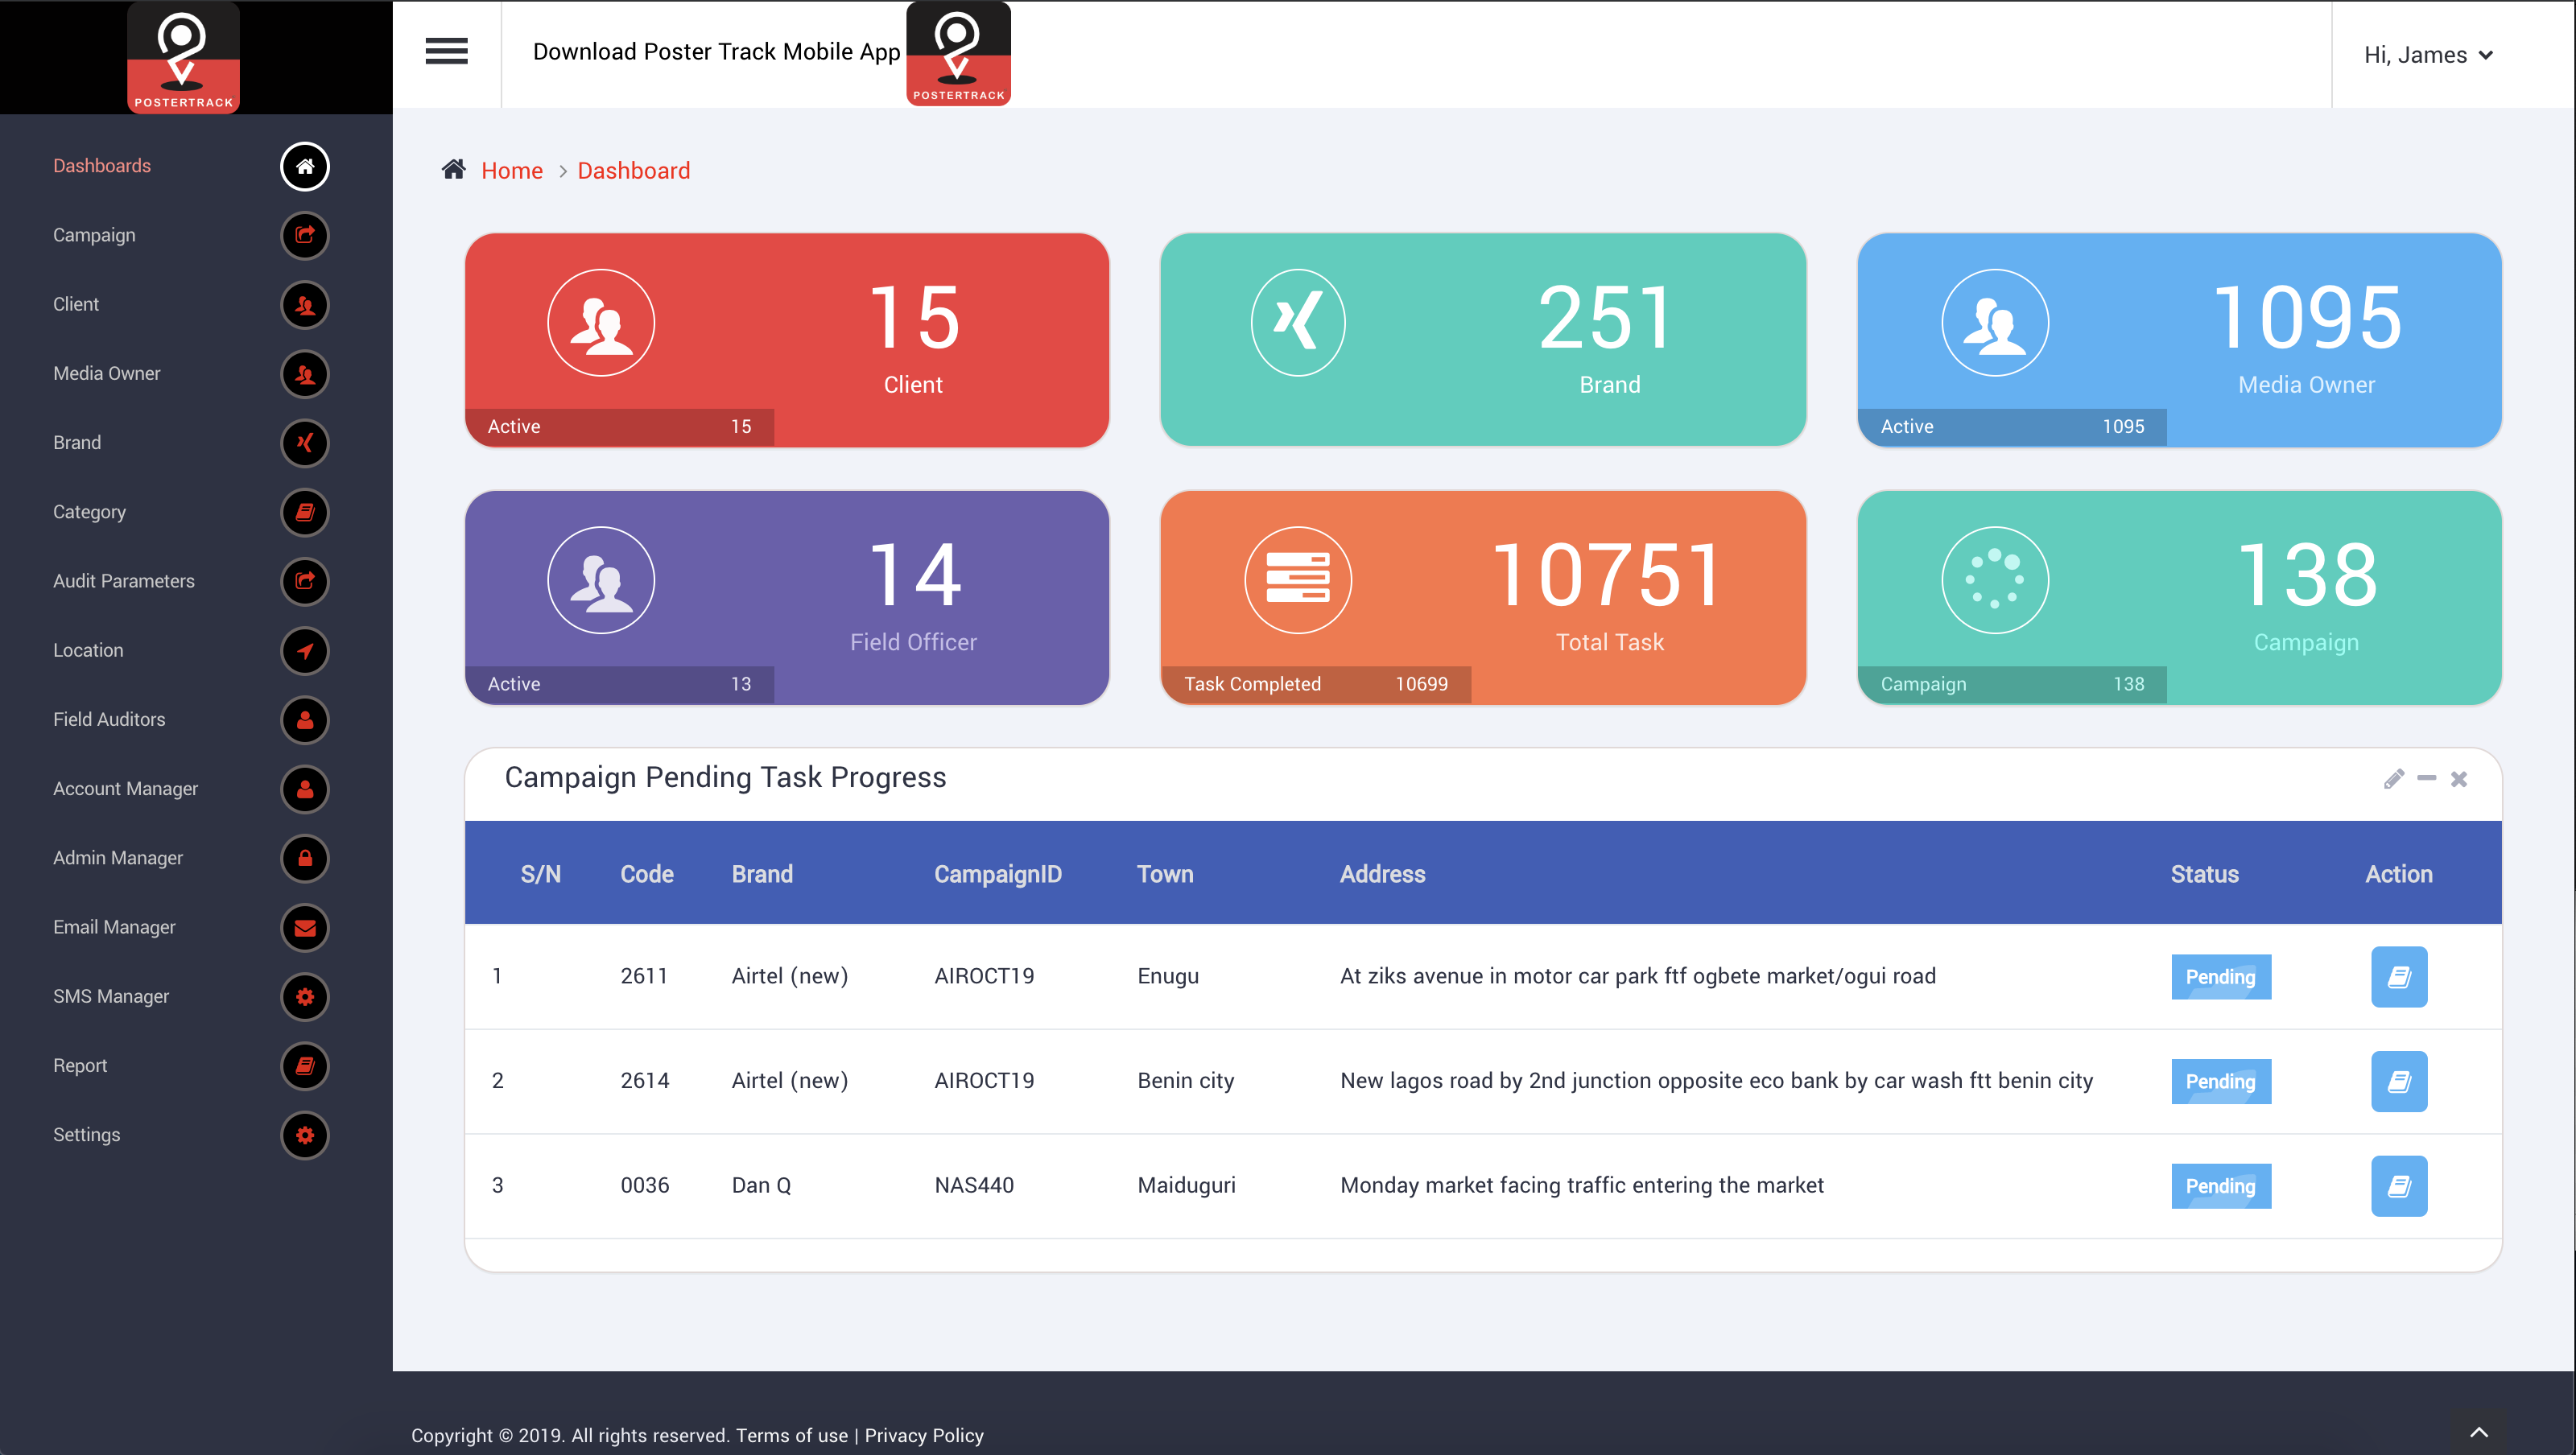 POSTERTRACK
Download Poster Track Mobile App
POSTERTRACK
Hi, James
Dashboards
Campaign
Client
Media Owner
Brand
Category
Audit Parameters
Location
Field Auditors
Account Manager
Admin Manager
Email Manager
SMS Manager
Report
Settings
Home > Dashboard
15
Client
Active 15
251
Brand
1095
Media Owner
Active 1095
14
Field Officer
Active 13
10751
Total Task
Task Completed 10699
138
Campaign
Campaign 138
Campaign Pending Task Progress
S/N Code Brand CampaignID Town Address Status Action
1 2611 Airtel (new) AIROCT19 Enugu At ziks avenue in motor car park ftf ogbete market/ogui road Pending
2 2614 Airtel (new) AIROCT19 Benin city New lagos road by 2nd junction opposite eco bank by car wash ftt benin city Pending
3 0036 Dan Q NAS440 Maiduguri Monday market facing traffic entering the market Pending
Copyright © 2019. All rights reserved. Terms of use | Privacy Policy